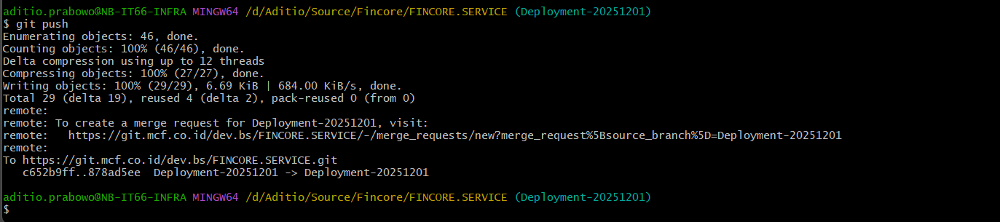 aditio.prabowo@NB-IT66-INFRA MINGW64 /d/Aditio/Source/Fincore/FINCORE.SERVICE (Deployment-20251201)
$ git push
Enumerating objects: 46, done.
Counting objects: 100% (46/46), done.
Delta compression using up to 12 threads
Compressing objects: 100% (27/27), done.
Writing objects: 100% (29/29), 6.69 KiB | 684.00 KiB/s, done.
Total 29 (delta 19), reused 4 (delta 2), pack-reused 0 (from 0)
remote:
remote: To create a merge request for Deployment-20251201, visit:
remote:   https://git.mcf.co.id/dev.bs/FINCORE.SERVICE/-/merge_requests/new?merge_request%5Bsource_branch%5D=Deployment-20251201
remote:
To https://git.mcf.co.id/dev.bs/FINCORE.SERVICE.git
   c652b9ff..878ad5ee  Deployment-20251201 -> Deployment-20251201
aditio.prabowo@NB-IT66-INFRA MINGW64 /d/Aditio/Source/Fincore/FINCORE.SERVICE (Deployment-20251201)
$